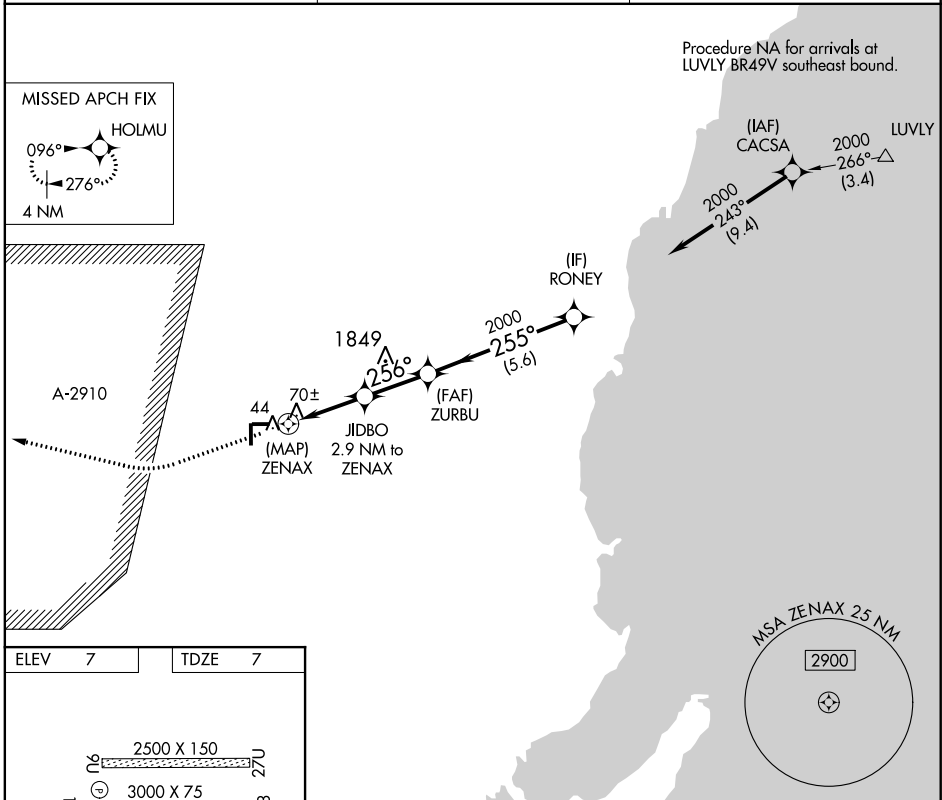 Procedure NA for arrivals at
LUVLY BR49V southeast bound.
MISSED APCH FIX
HOLMU
096°
276°
4 NM
(IAF)
CACSA
LUVLY
2000
266°
(3.4)
2000
243°
(9.4)
(IF)
RONEY
2000
255°
(5.6)
1849
256°
(FAF)
ZURBU
A-2910
44
70±
JIDBO
2.9 NM to
ZENAX
(MAP)
ZENAX
MSA ZENAX 25 NM
2900
ELEV 7
TDZE 7
2500 X 150
9U
27U
P
3000 X 75